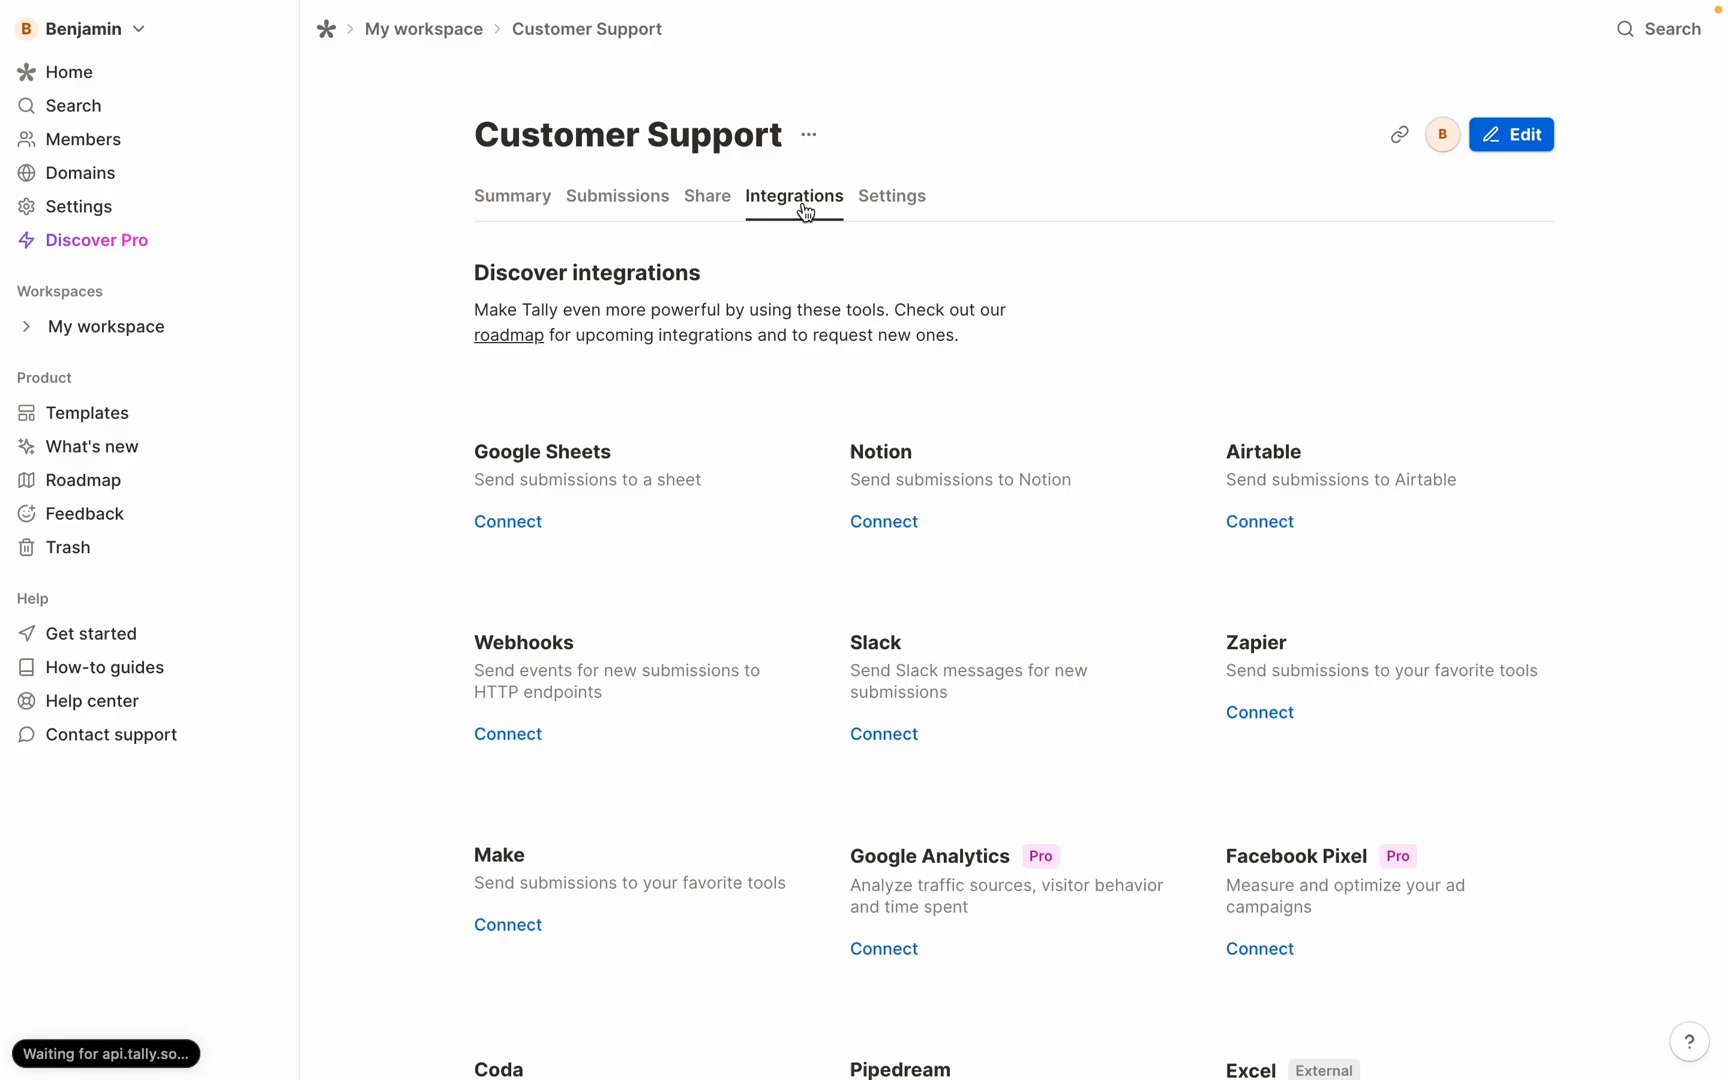 B Benjamin
Home
Search
Members
Domains
Settings
Discover Pro
Workspaces
My workspace
Product
Templates
What's new
Roadmap
Feedback
Trash
Help
Get started
How-to guides
Help center
Contact support
Waiting for api.tally.so...
My workspace
Customer Support
Search
Customer Support
B
Edit
Summary Submissions Share Integrations Settings
Discover integrations
Make Tally even more powerful by using these tools. Check out our
roadmap for upcoming integrations and to request new ones.
Google Sheets
Send submissions to a sheet
Connect
Notion
Send submissions to Notion
Connect
Airtable
Send submissions to Airtable
Connect
Webhooks
Send events for new submissions to
HTTP endpoints
Connect
Slack
Send Slack messages for new
submissions
Connect
Zapier
Send submissions to your favorite tools
Connect
Make
Send submissions to your favorite tools
Connect
Google Analytics Pro
Analyze traffic sources, visitor behavior
and time spent
Connect
Facebook Pixel Pro
Measure and optimize your ad
campaigns
Connect
Coda
Pipedream
Excel External
?